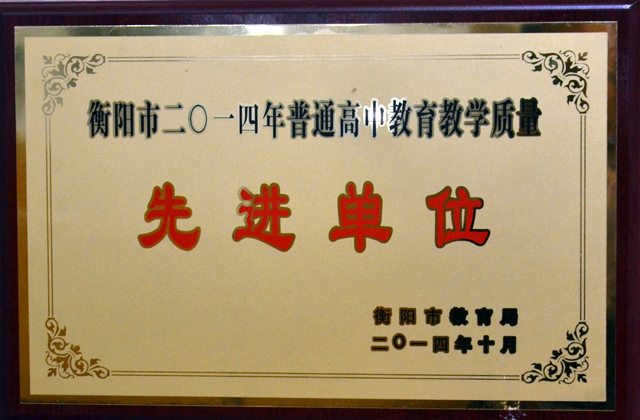 衡阳市二〇一四年普通高中教育教学质量
先进单位
衡阳市教育局
二〇一四年十月